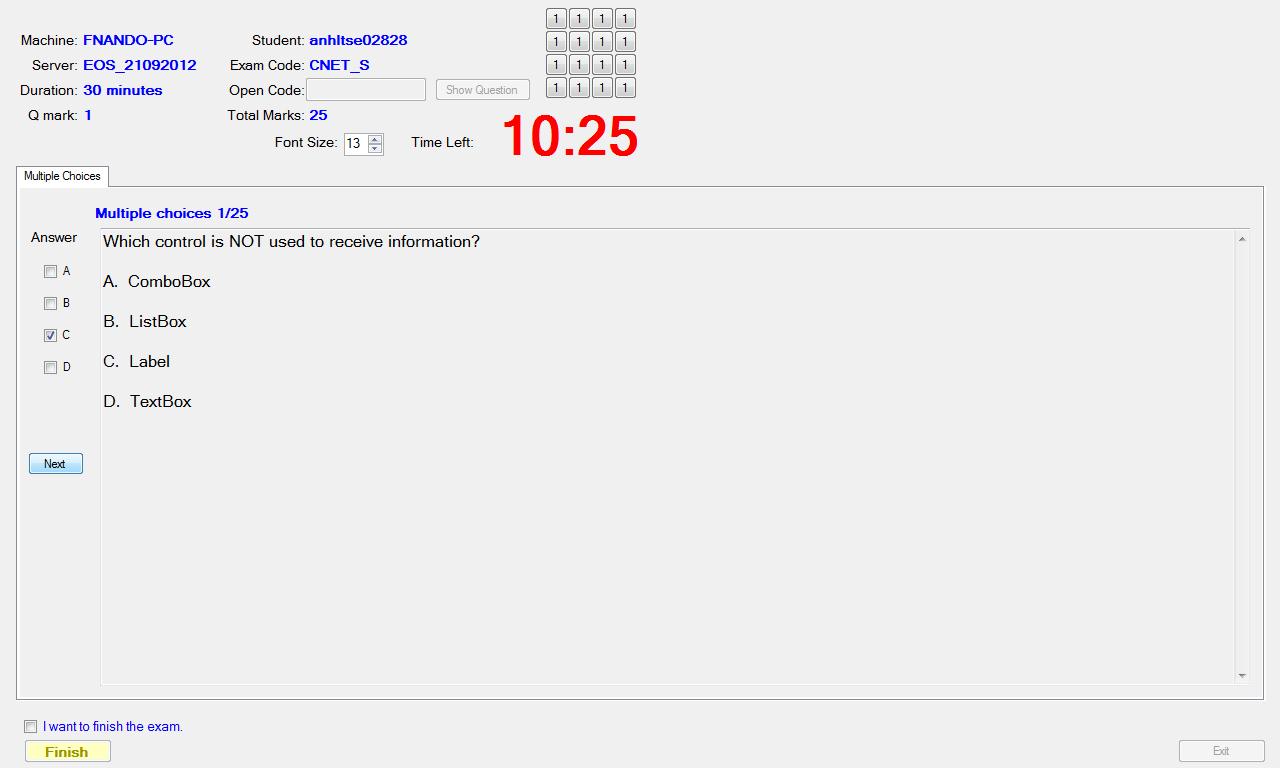 1 1 1 1
Machine: FNANDO-PC Student: anhltse02828 1 1 1 1
Server: EOS_21092012 Exam Code: CNET_S 1 1 1 1
Duration: 30 minutes Open Code: Show Question 1 1 1 1
Q mark: 1 Total Marks: 25
Font Size: 13 Time Left: 10:25
Multiple Choices
Multiple choices 1/25
Answer
Which control is NOT used to receive information?
A
A. ComboBox
B
B. ListBox
C
C. Label
D
D. TextBox
Next
I want to finish the exam.
Finish Exit